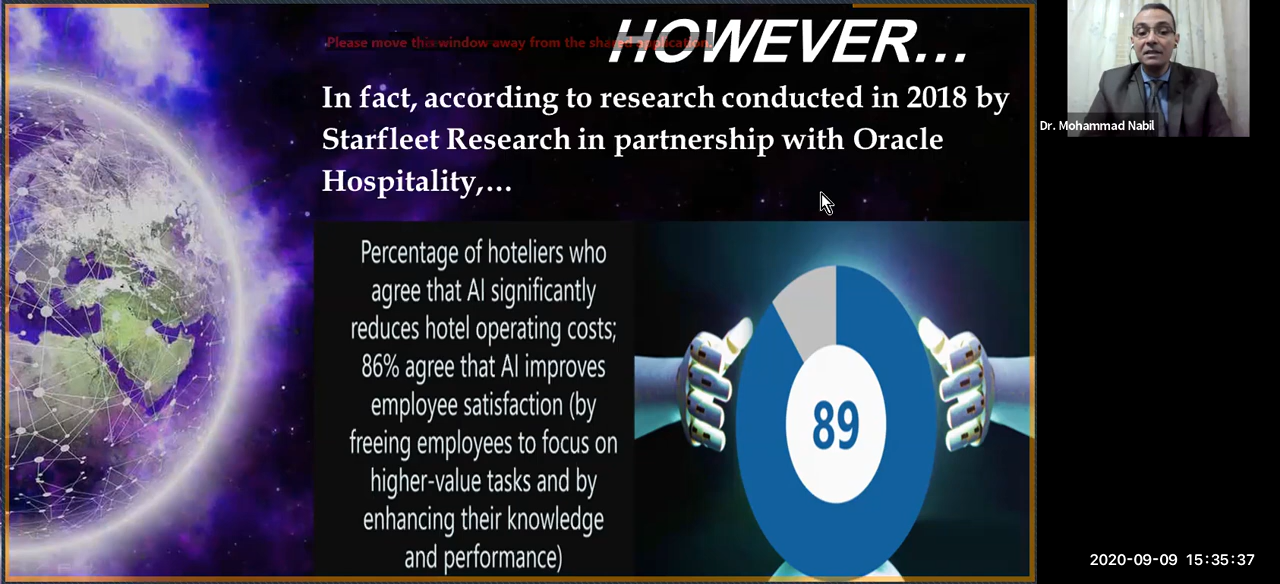 HOWEVER...
Please move this window away from the shared application.
In fact, according to research conducted in 2018 by
Starfleet Research in partnership with Oracle
Hospitality,...
Percentage of hoteliers who
agree that AI significantly
reduces hotel operating costs;
86% agree that AI improves
employee satisfaction (by
freeing employees to focus on
higher-value tasks and by
enhancing their knowledge
and performance)
89
Dr. Mohammad Nabil
2020-09-09 15:35:37